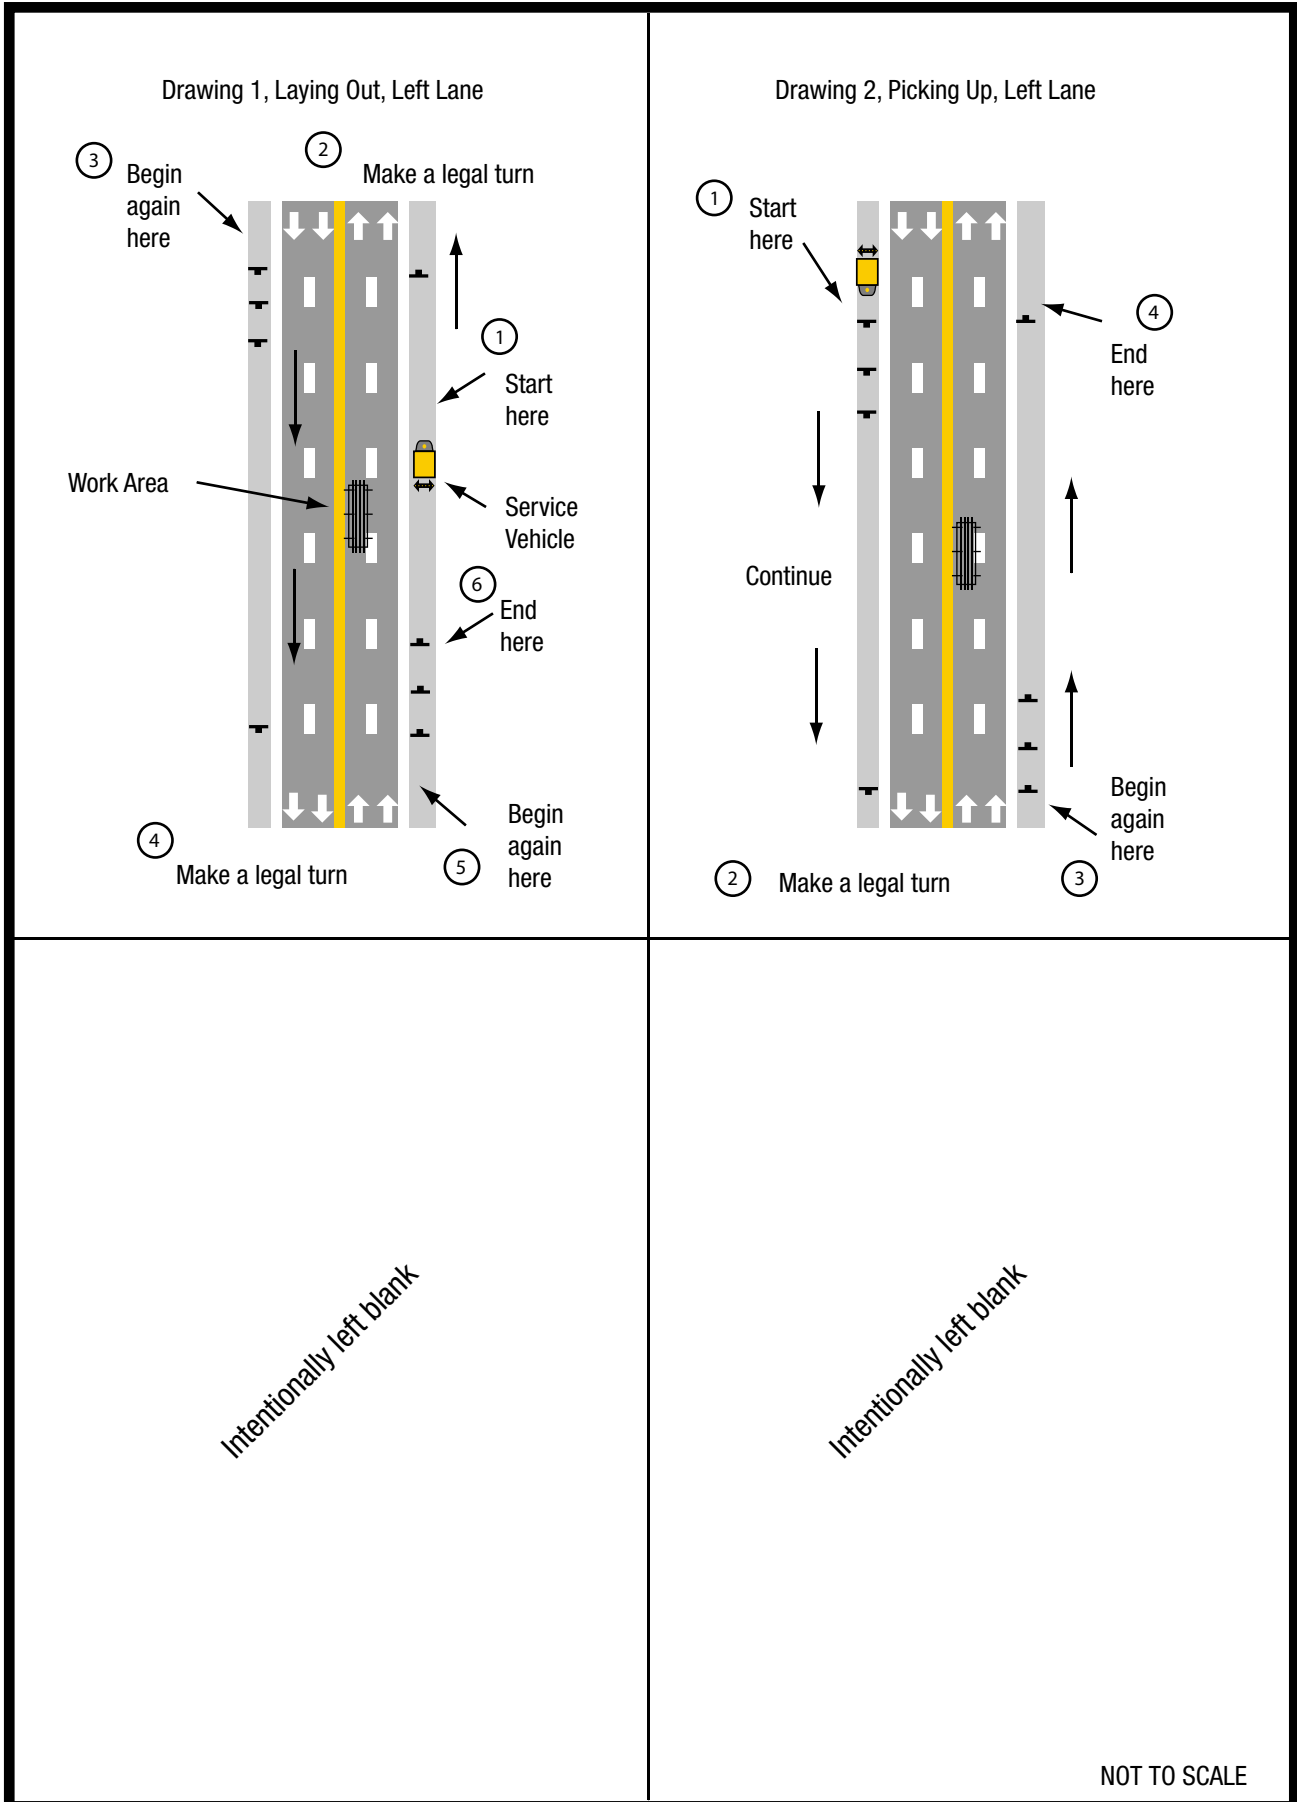 Drawing 1, Laying Out, Left Lane
3
Begin
again
here
2
Make a legal turn
1
Start
here
Work Area
Service
Vehicle
6
End
here
4
Make a legal turn
5
Begin
again
here
Drawing 2, Picking Up, Left Lane
1
Start
here
4
End
here
Continue
2
Make a legal turn
Begin
again
here
3
Intentionally left blank
Intentionally left blank
NOT TO SCALE